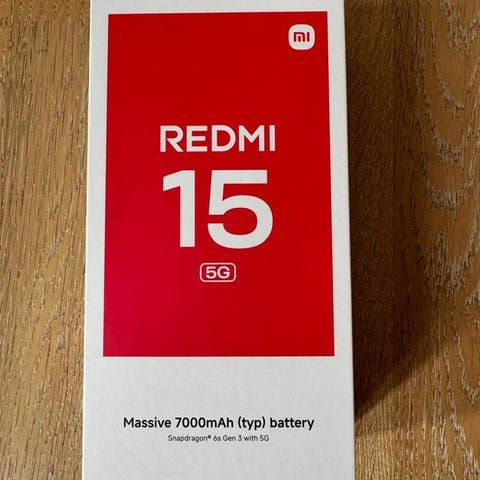 mi
REDMI
15
5G
Massive 7000mAh (typ) battery
Snapdragon® 6s Gen 3 with 5G